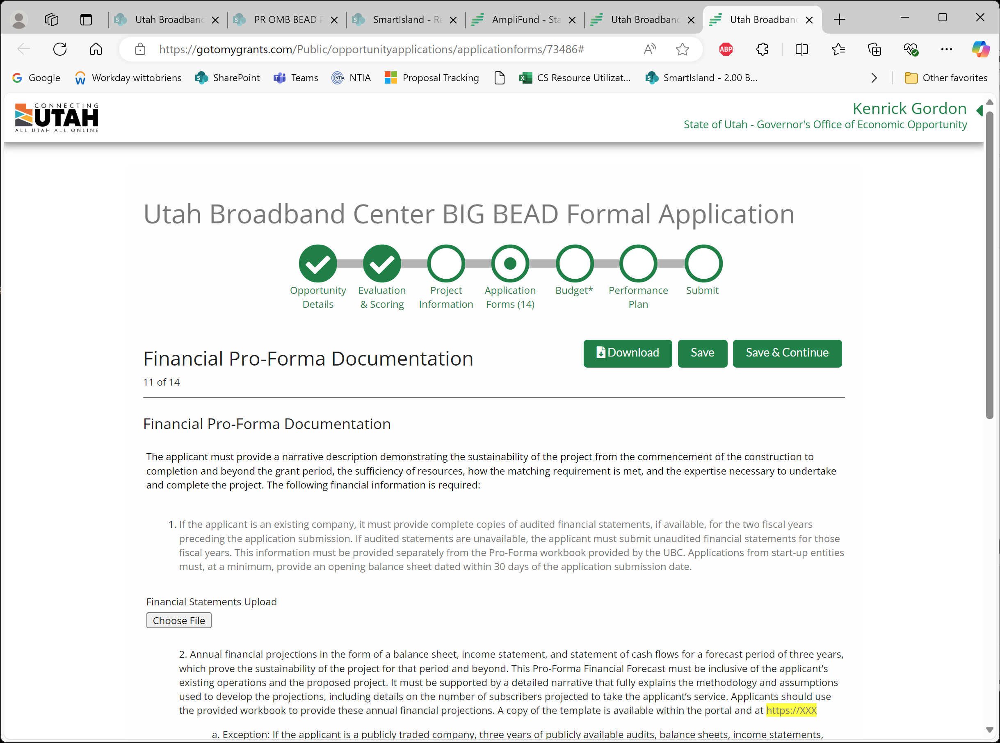 Utah Broadband
PR OMB BEAD P
SmartIsland - Re
AmpliFund - Sta
Utah Broadband
Utah Broadband
https://gotomygrants.com/Public/opportunityapplications/applicationforms/73486#
ABP
Google
Workday wittobriens
SharePoint
Teams
NTIA
Proposal Tracking
CS Resource Utilizat...
SmartIsland - 2.00 B...
Other favorites
CONNECTING
UTAH
ALL UTAH ALL ONLINE
Kenrick Gordon
State of Utah - Governor's Office of Economic Opportunity
Utah Broadband Center BIG BEAD Formal Application
Opportunity
Details
Evaluation
& Scoring
Project
Information
Application
Forms (14)
Budget*
Performance
Plan
Submit
Financial Pro-Forma Documentation
Download
Save
Save & Continue
11 of 14
Financial Pro-Forma Documentation
The applicant must provide a narrative description demonstrating the sustainability of the project from the commencement of the construction to
completion and beyond the grant period, the sufficiency of resources, how the matching requirement is met, and the expertise necessary to undertake
and complete the project. The following financial information is required:
1. If the applicant is an existing company, it must provide complete copies of audited financial statements, if available, for the two fiscal years
preceding the application submission. If audited statements are unavailable, the applicant must submit unaudited financial statements for those
fiscal years. This information must be provided separately from the Pro-Forma workbook provided by the UBC. Applications from start-up entities
must, at a minimum, provide an opening balance sheet dated within 30 days of the application submission date.
Financial Statements Upload
Choose File
2. Annual financial projections in the form of a balance sheet, income statement, and statement of cash flows for a forecast period of three years,
which prove the sustainability of the project for that period and beyond. This Pro-Forma Financial Forecast must be inclusive of the applicant’s
existing operations and the proposed project. It must be supported by a detailed narrative that fully explains the methodology and assumptions
used to develop the projections, including details on the number of subscribers projected to take the applicant’s service. Applicants should use
the provided workbook to provide these annual financial projections. A copy of the template is available within the portal and at https://XXX
a. Exception: If the applicant is a publicly traded company, three years of publicly available audits, balance sheets, income statements,